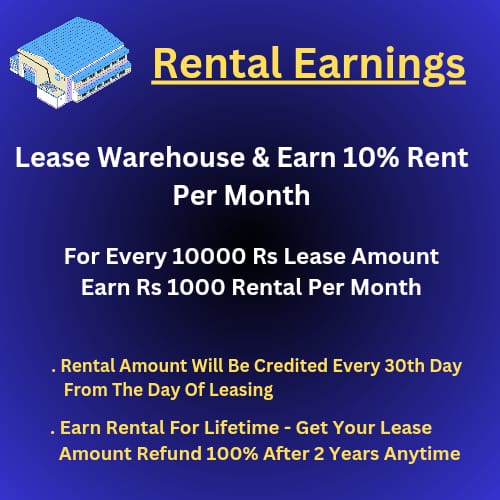 Rental Earnings
Lease Warehouse & Earn 10% Rent
Per Month
For Every 10000 Rs Lease Amount
Earn Rs 1000 Rental Per Month
. Rental Amount Will Be Credited Every 30th Day
From The Day Of Leasing
. Earn Rental For Lifetime - Get Your Lease
Amount Refund 100% After 2 Years Anytime